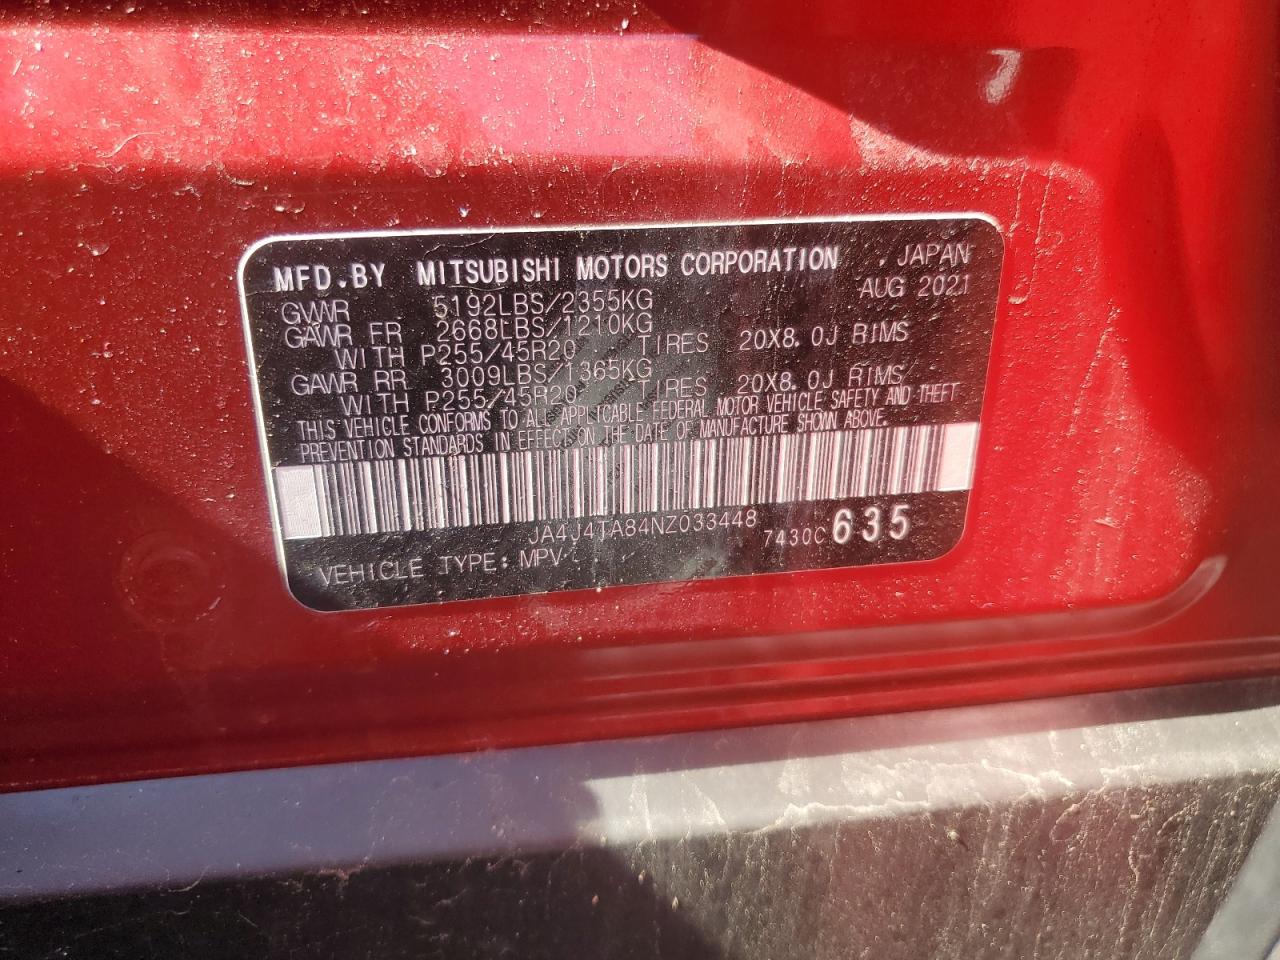 MFD.BY MITSUBISHI MOTORS CORPORATION JAPAN
AUG 2021
GVWR 5192LBS/2355KG
GAWR FR 2668LBS/1210KG
WITH P255/45R20 TIRES 20X8.0J RIMS
GAWR RR 3009LBS/1365KG
WITH P255/45R20 TIRES 20X8.0J RIMS
THIS VEHICLE CONFORMS TO ALL APPLICABLE FEDERAL MOTOR VEHICLE SAFETY AND THEFT
PREVENTION STANDARDS IN EFFECT ON THE DATE OF MANUFACTURE SHOWN ABOVE.
JA4J4TA84NZ033448 7430C 635
VEHICLE TYPE: MPV